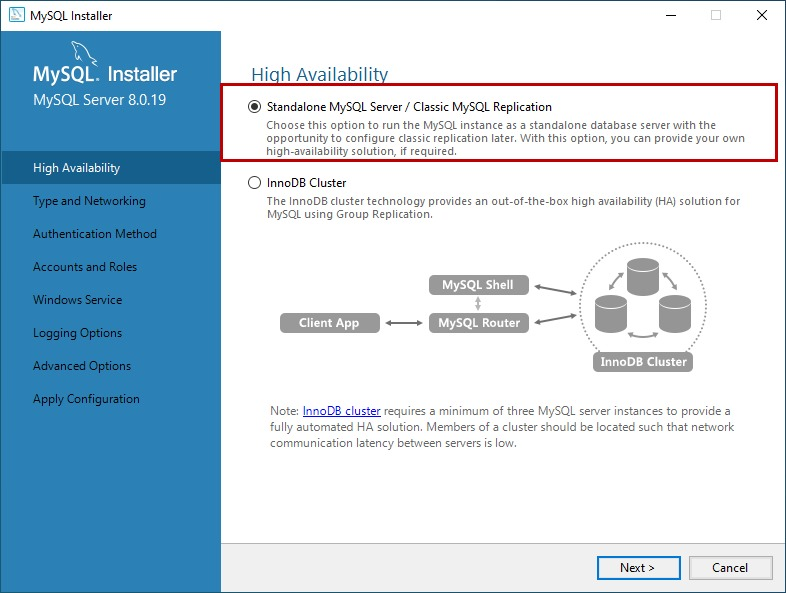 MySQL Installer
MySQL. Installer
MySQL Server 8.0.19
High Availability
Type and Networking
Authentication Method
Accounts and Roles
Windows Service
Logging Options
Advanced Options
Apply Configuration
High Availability
Standalone MySQL Server / Classic MySQL Replication
Choose this option to run the MySQL instance as a standalone database server with the
opportunity to configure classic replication later. With this option, you can provide your own
high-availability solution, if required.
InnoDB Cluster
The InnoDB cluster technology provides an out-of-the-box high availability (HA) solution for
MySQL using Group Replication.
MySQL Shell
Client App
MySQL Router
InnoDB Cluster
Note: InnoDB cluster requires a minimum of three MySQL server instances to provide a
fully automated HA solution. Members of a cluster should be located such that network
communication latency between servers is low.
Next >
Cancel